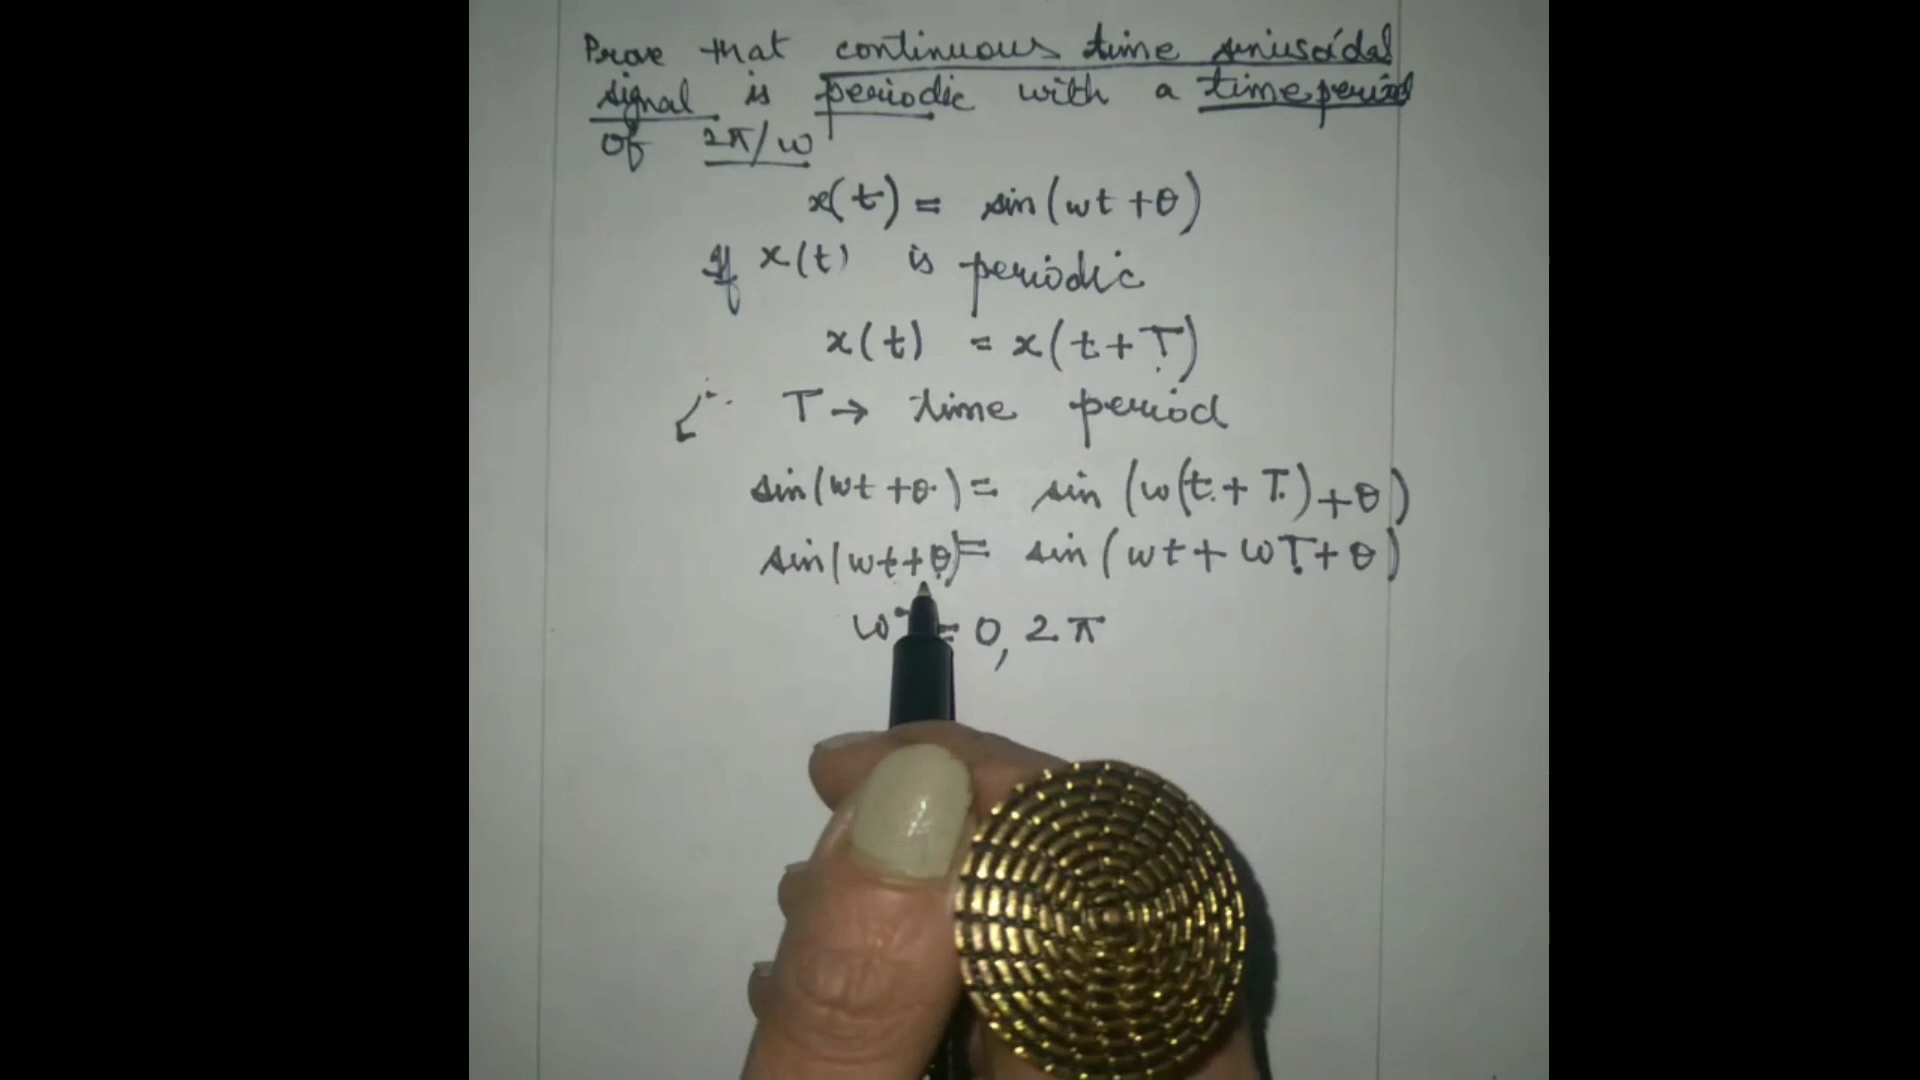 Prove that continuous time sinusoidal
signal is periodic with a time period
of 2π/ω
x(t) = sin(ωt + θ)
If x(t) is periodic
x(t) = x(t + T)
T → time period
sin(ωt + θ) = sin(ω(t + T) + θ)
sin(ωt + θ) = sin(ωt + ωT + θ)
ωT = 0, 2π